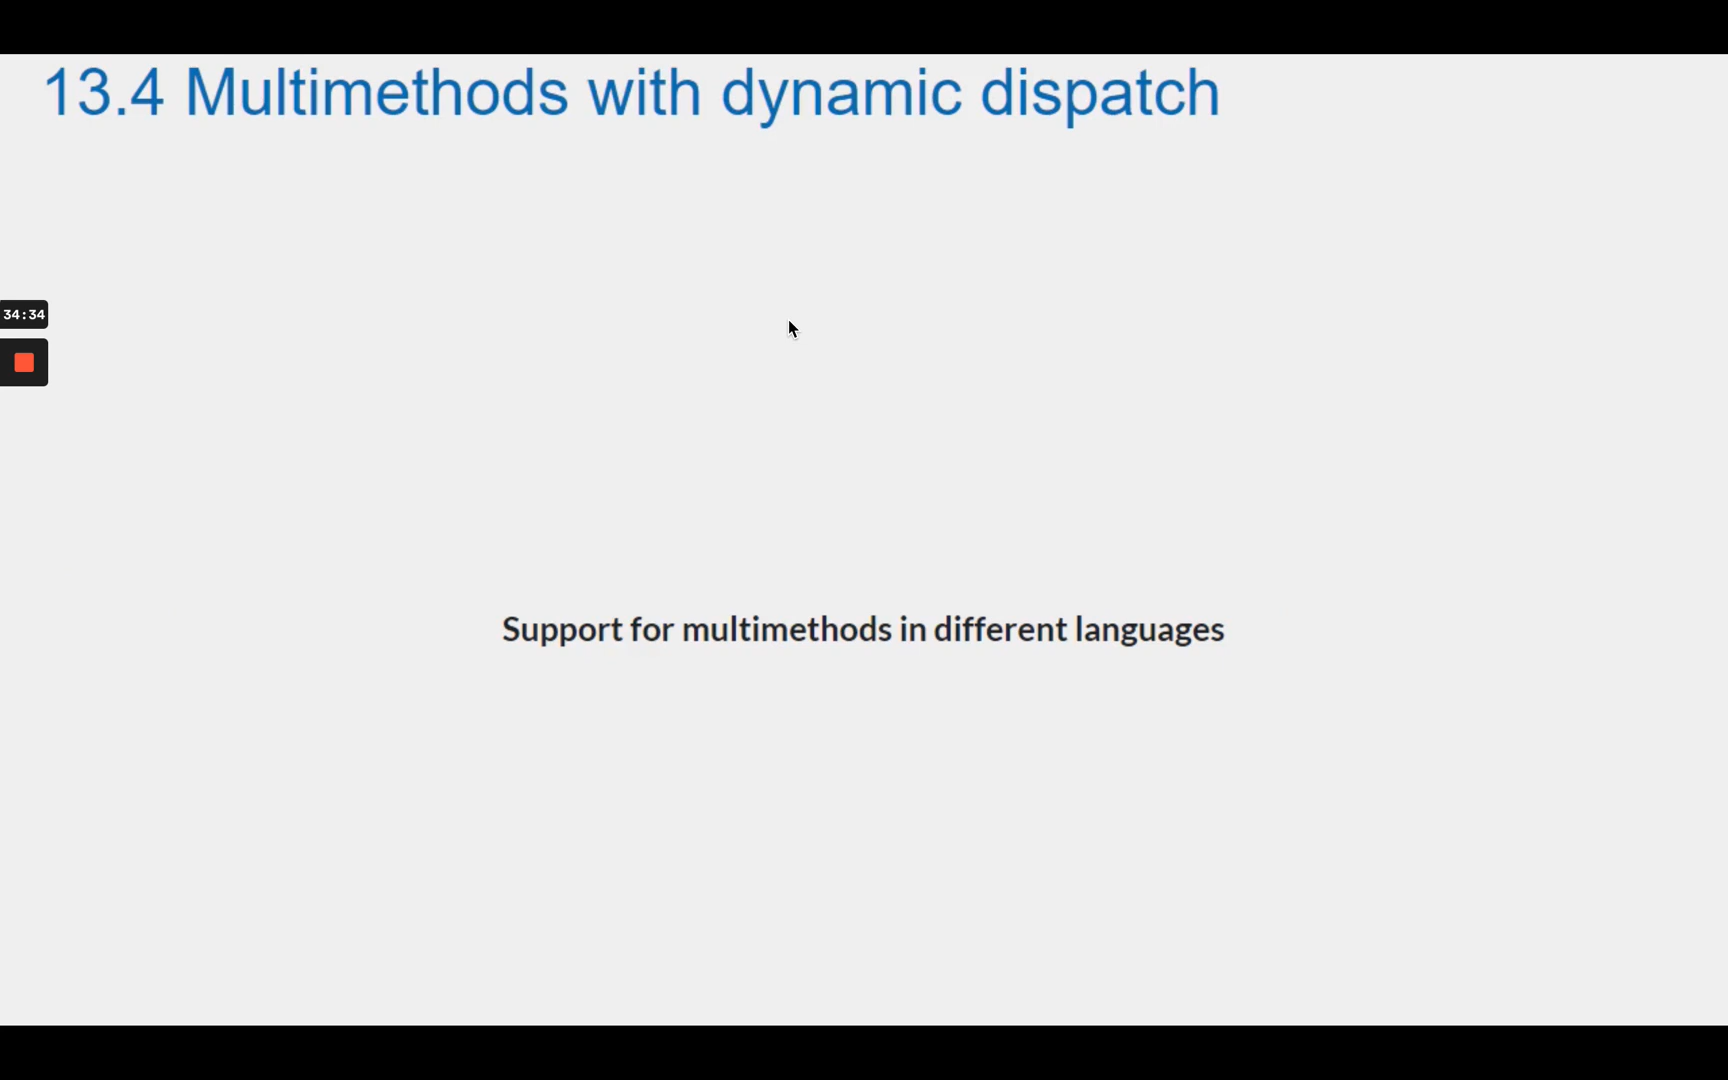 13.4 Multimethods with dynamic dispatch
34:34
Support for multimethods in different languages